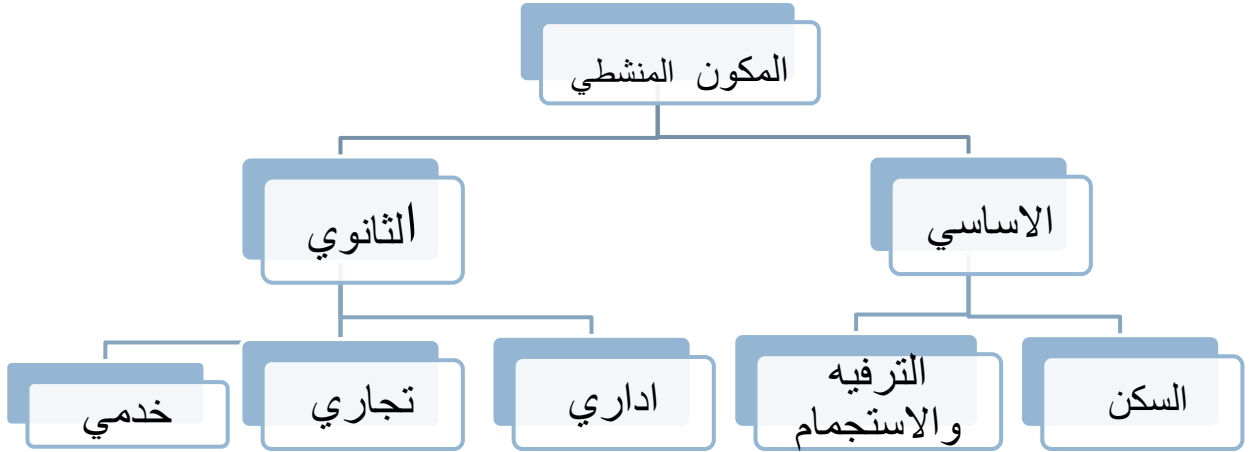 المكون المنشطي
الاساسي
الثانوي
السكن
الترفيه
والاستجمام
اداري
تجاري
خدمي